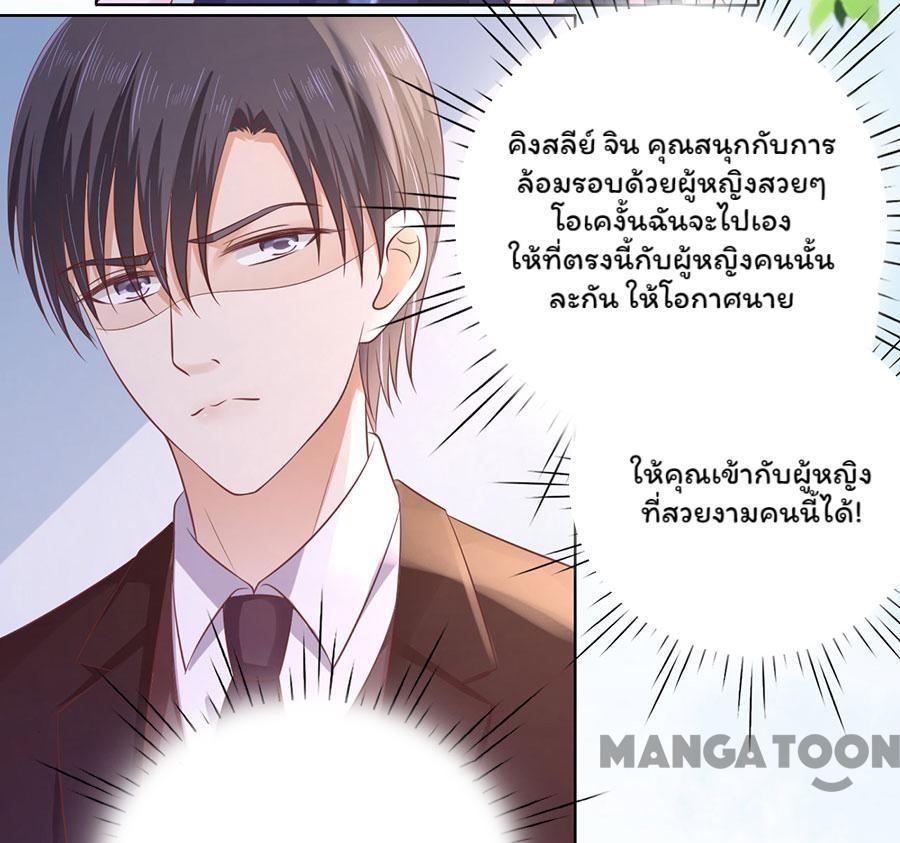 คิงสลีย์ จิน คุณสนุกกับการ
ล้อมรอบด้วยผู้หญิงสวยๆ
โอเคงั้นฉันจะไปเอง
ให้ที่ตรงนี้กับผู้หญิงคนนั้น
ละกัน ให้โอกาศนาย
ให้คุณเข้ากับผู้หญิง
ที่สวยงามคนนี้ได้!
MANGATOON